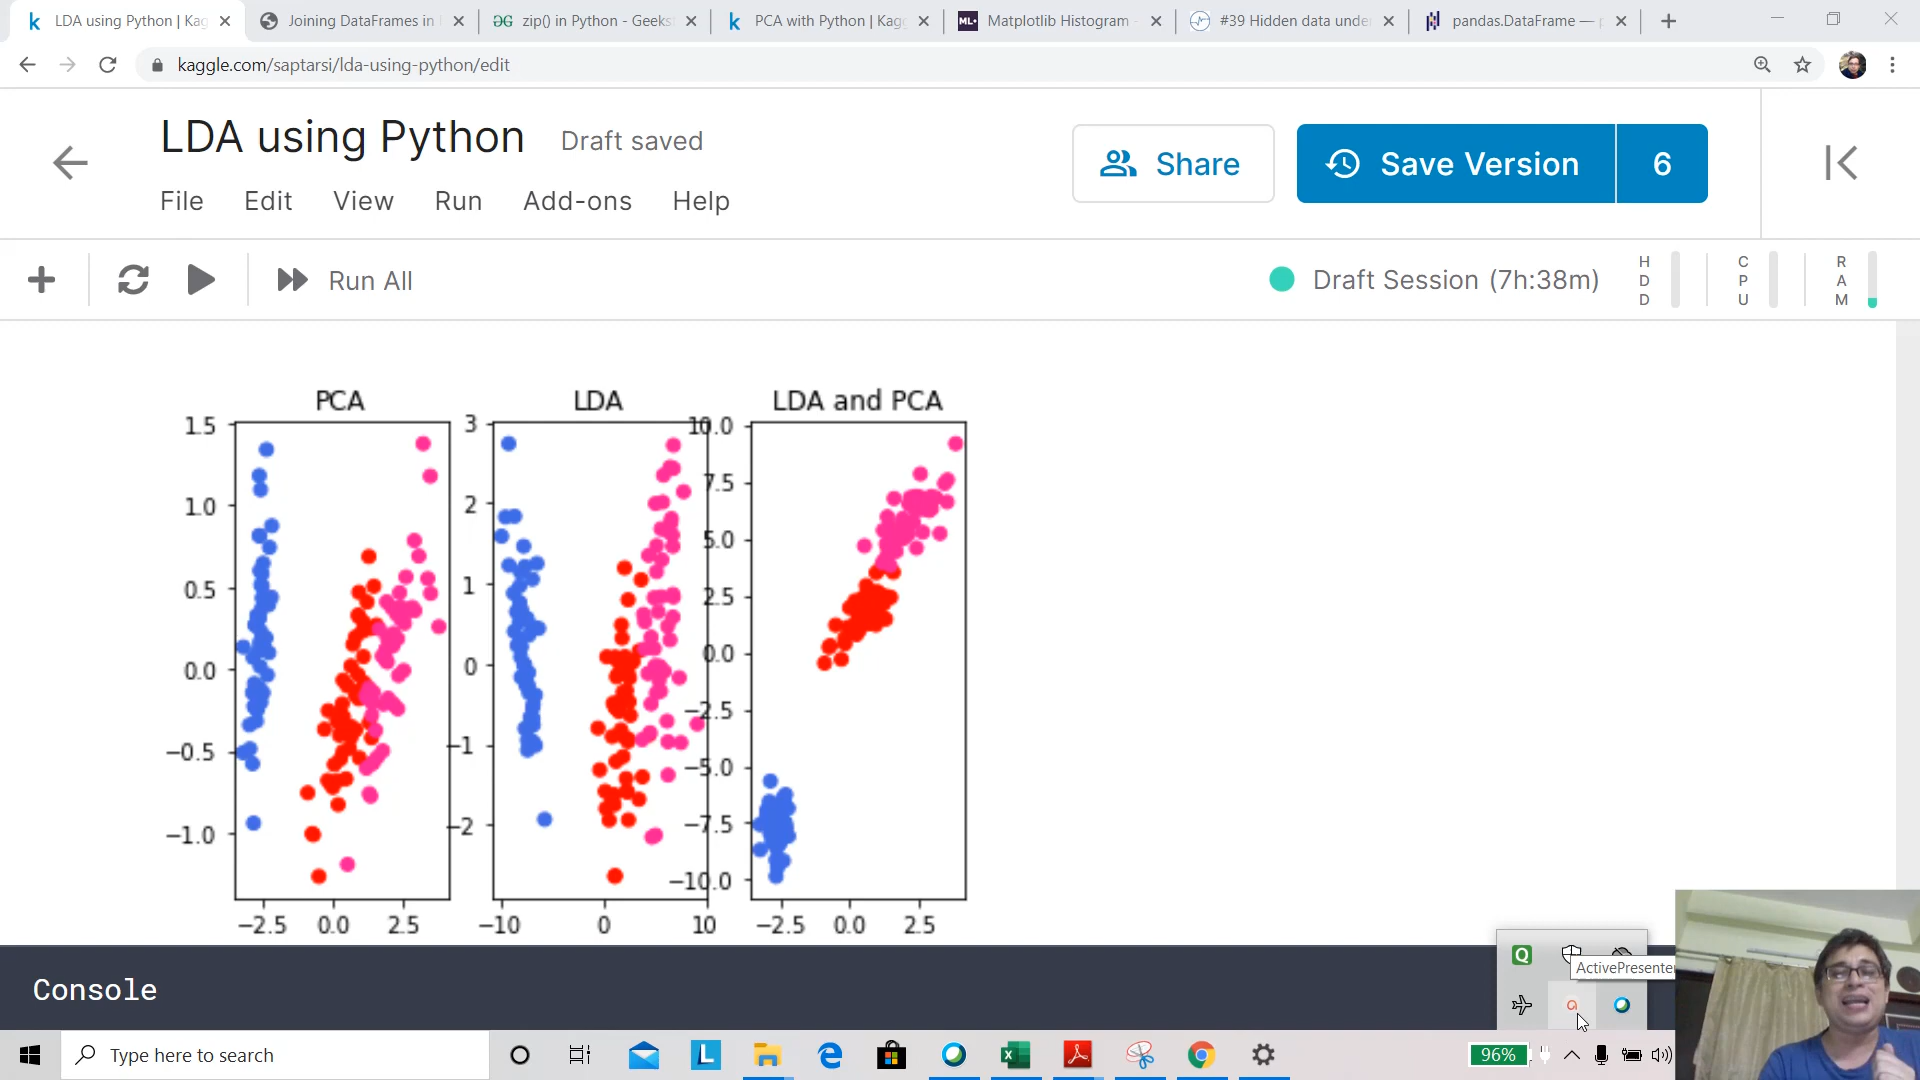 LDA using Python | Kag
Joining DataFrames in
zip() in Python - Geeks
PCA with Python | Kagg
Matplotlib Histogram -
#39 Hidden data unde
pandas.DataFrame —
kaggle.com/saptarsi/lda-using-python/edit
LDA using Python
Draft saved
Share
Save Version
6
File
Edit
View
Run
Add-ons
Help
Run All
Draft Session (7h:38m)
HDD
CPU
RAM
PCA
LDA
LDA and PCA
1.5
1.0
0.5
0.0
−0.5
−1.0
−2.5
0.0
2.5
3
2
1
0
−1
−2
−10
0
10
10.0
7.5
5.0
2.5
0.0
−2.5
−5.0
−7.5
−10.0
−2.5
0.0
2.5
ActivePresenter
Console
Type here to search
96%